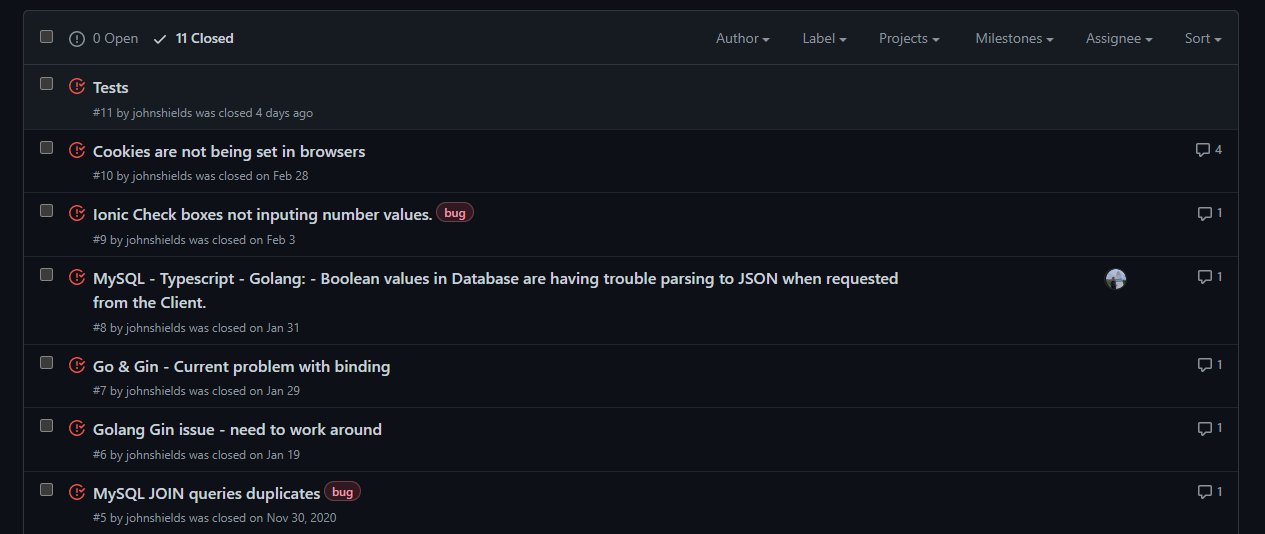 0 Open 11 Closed Author Label Projects Milestones Assignee Sort
Tests
#11 by johnshields was closed 4 days ago
Cookies are not being set in browsers 4
#10 by johnshields was closed on Feb 28
Ionic Check boxes not inputing number values. bug 1
#9 by johnshields was closed on Feb 3
MySQL - Typescript - Golang: - Boolean values in Database are having trouble parsing to JSON when requested 1
from the Client.
#8 by johnshields was closed on Jan 31
Go & Gin - Current problem with binding 1
#7 by johnshields was closed on Jan 29
Golang Gin issue - need to work around 1
#6 by johnshields was closed on Jan 19
MySQL JOIN queries duplicates bug 1
#5 by johnshields was closed on Nov 30, 2020